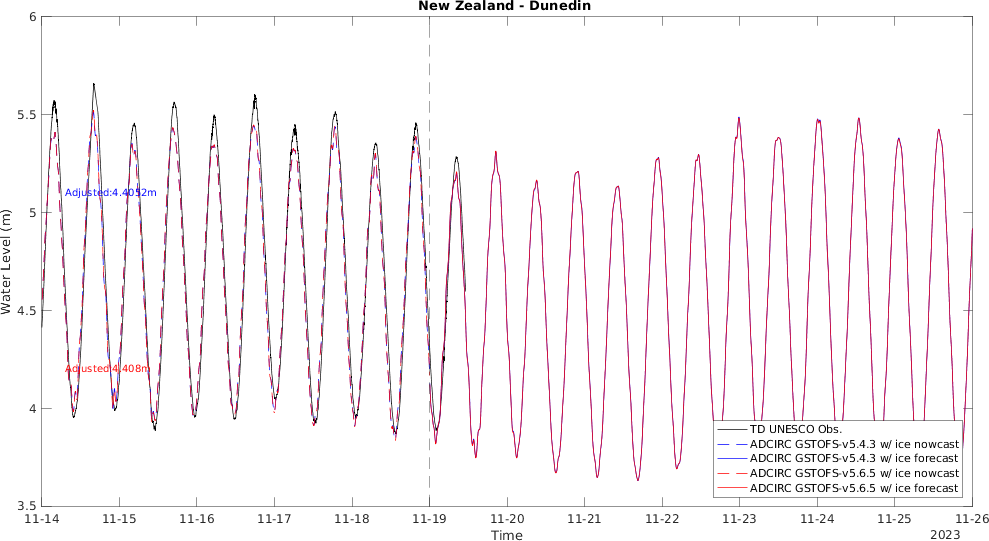 New Zealand - Dunedin
6
5.5
5
4.5
4
3.5
Water Level (m)
Adjusted:4.4052m
Adjusted:4.408m
TD UNESCO Obs.
ADCIRC GSTOFS-v5.4.3 w/ ice nowcast
ADCIRC GSTOFS-v5.4.3 w/ ice forecast
ADCIRC GSTOFS-v5.6.5 w/ ice nowcast
ADCIRC GSTOFS-v5.6.5 w/ ice forecast
11-14 11-15 11-16 11-17 11-18 11-19 11-20 11-21 11-22 11-23 11-24 11-25 11-26
Time
2023